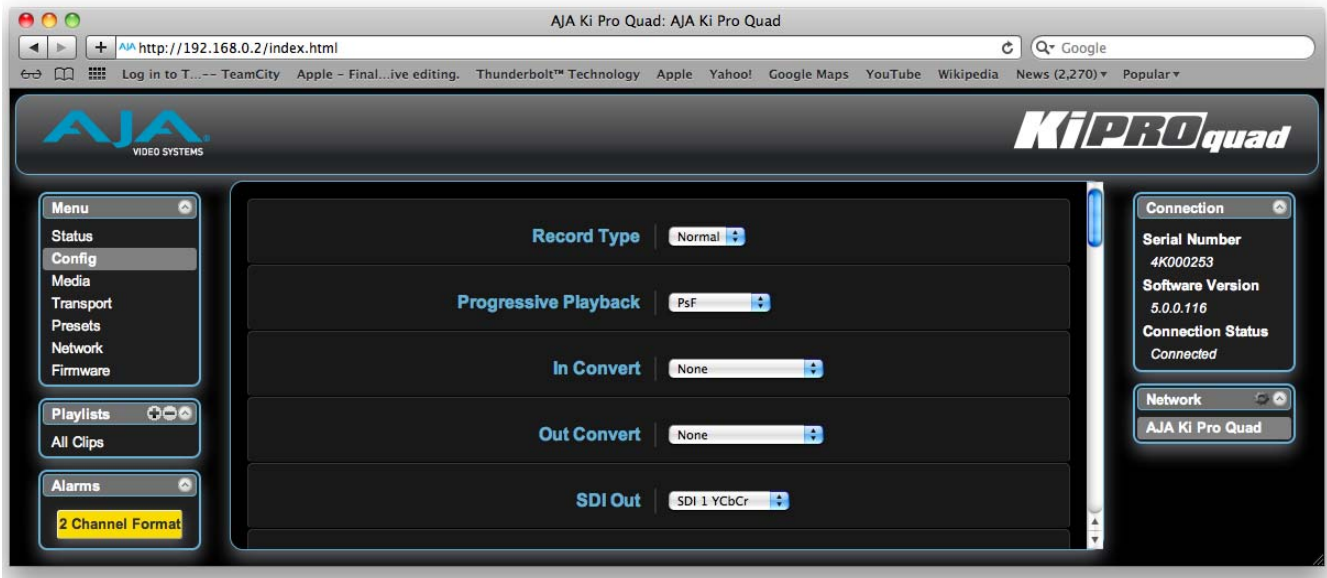 AJA Ki Pro Quad: AJA Ki Pro Quad
AJA http://192.168.0.2/index.html
Google
Log in to T...-- TeamCity Apple - Final...ive editing. Thunderbolt™ Technology Apple Yahoo! Google Maps YouTube Wikipedia News (2,270) Popular
AJA
VIDEO SYSTEMS
Ki PRO quad
Menu
Status
Config
Media
Transport
Presets
Network
Firmware
Playlists
All Clips
Alarms
2 Channel Format
Record Type Normal
Progressive Playback PsF
In Convert None
Out Convert None
SDI Out SDI 1 YCbCr
Connection
Serial Number
4K000253
Software Version
5.0.0.116
Connection Status
Connected
Network
AJA Ki Pro Quad